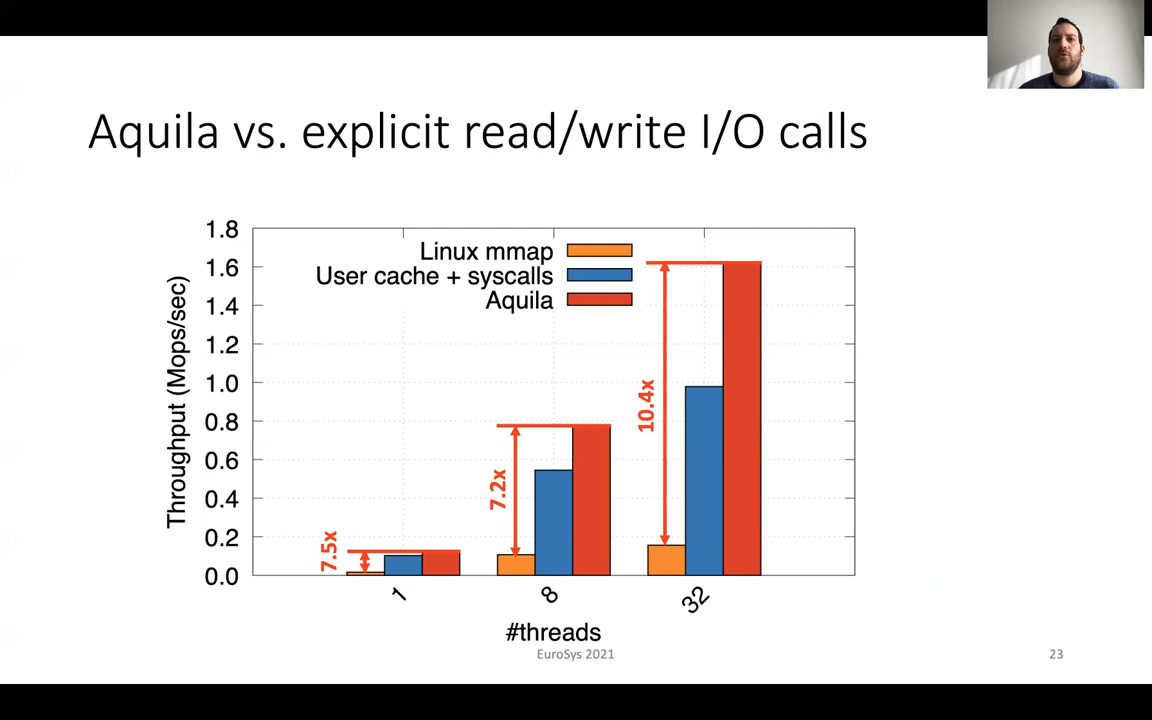 Aquila vs. explicit read/write I/O calls
1.8
1.6
1.4
1.2
1.0
0.8
0.6
0.4
0.2
0.0
Throughput (Mops/sec)
Linux mmap
User cache + syscalls
Aquila
7.5x
7.2x
10.4x
1
8
32
#threads
EuroSys 2021
23